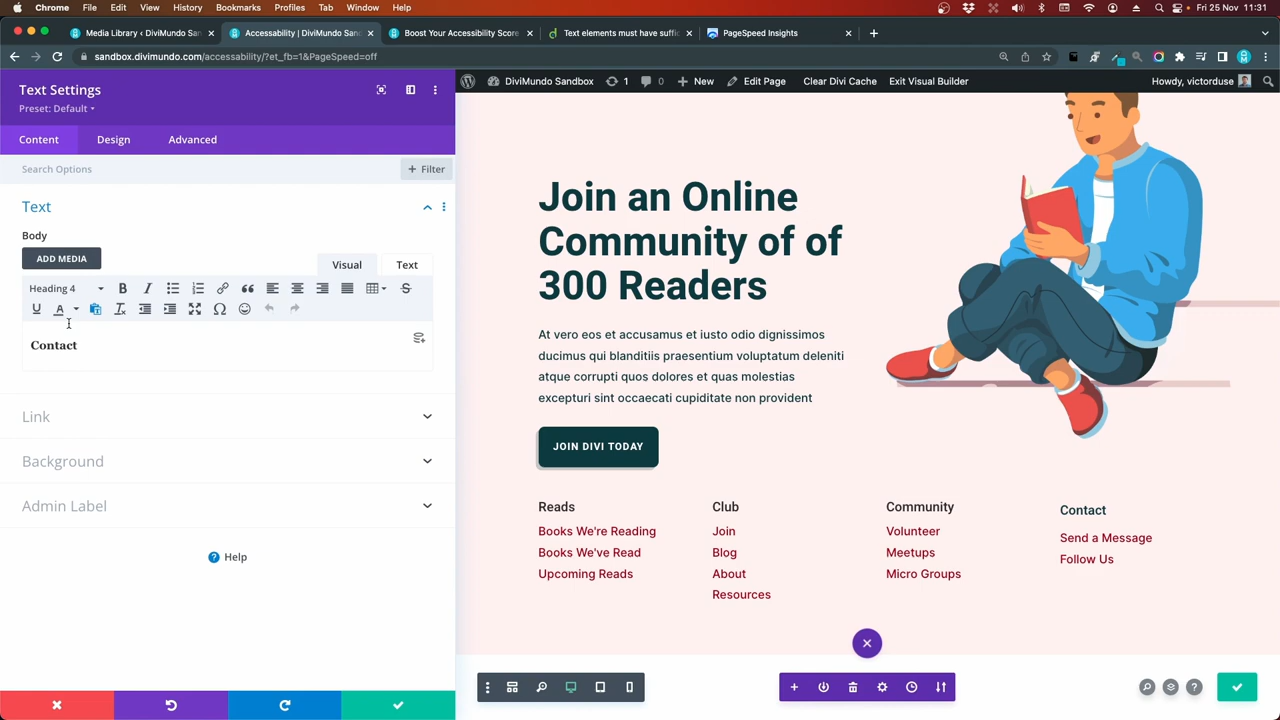 Chrome File Edit View History Bookmarks Profiles Tab Window Help Fri 25 Nov 11:31
Media Library ‹ DiviMundo San
Accessability | DiviMundo Sand
Boost Your Accessibility Score
Text elements must have suffic
PageSpeed Insights
sandbox.divimundo.com/accessability/?et_fb=1&PageSpeed=off
Text Settings
Preset: Default
Content Design Advanced
Search Options
+ Filter
Text
Body
ADD MEDIA
Visual Text
Heading 4
Contact
Link
Background
Admin Label
Help
DiviMundo Sandbox 1 0 New Edit Page Clear Divi Cache Exit Visual Builder Howdy, victorduse
Join an Online
Community of of
300 Readers
At vero eos et accusamus et iusto odio dignissimos
ducimus qui blanditiis praesentium voluptatum deleniti
atque corrupti quos dolores et quas molestias
excepturi sint occaecati cupiditate non provident
JOIN DIVI TODAY
Reads
Books We're Reading
Books We've Read
Upcoming Reads
Club
Join
Blog
About
Resources
Community
Volunteer
Meetups
Micro Groups
Contact
Send a Message
Follow Us